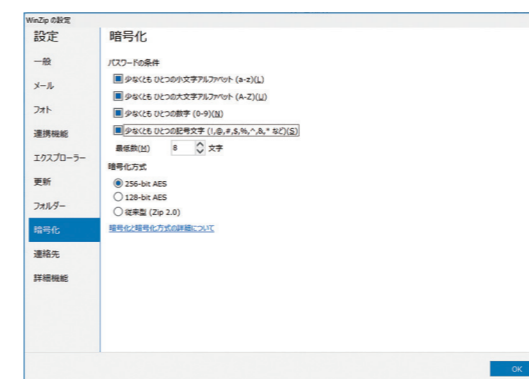 WinZip の設定
設定
一般
メール
フォト
連携機能
エクスプローラー
更新
フォルダー
暗号化
連絡先
詳細機能
暗号化
パスワードの条件
少なくとも ひとつの小文字アルファベット (a-z)(L)
少なくとも ひとつの大文字アルファベット (A-Z)(U)
少なくとも ひとつの数字 (0-9)(N)
少なくとも ひとつの記号文字 (!,@,#,$,%,^,&,* など)(S)
最低数(M) 8 文字
暗号化方式
256-bit AES
128-bit AES
従来型 (Zip 2.0)
暗号化と暗号化方式の詳細について
OK